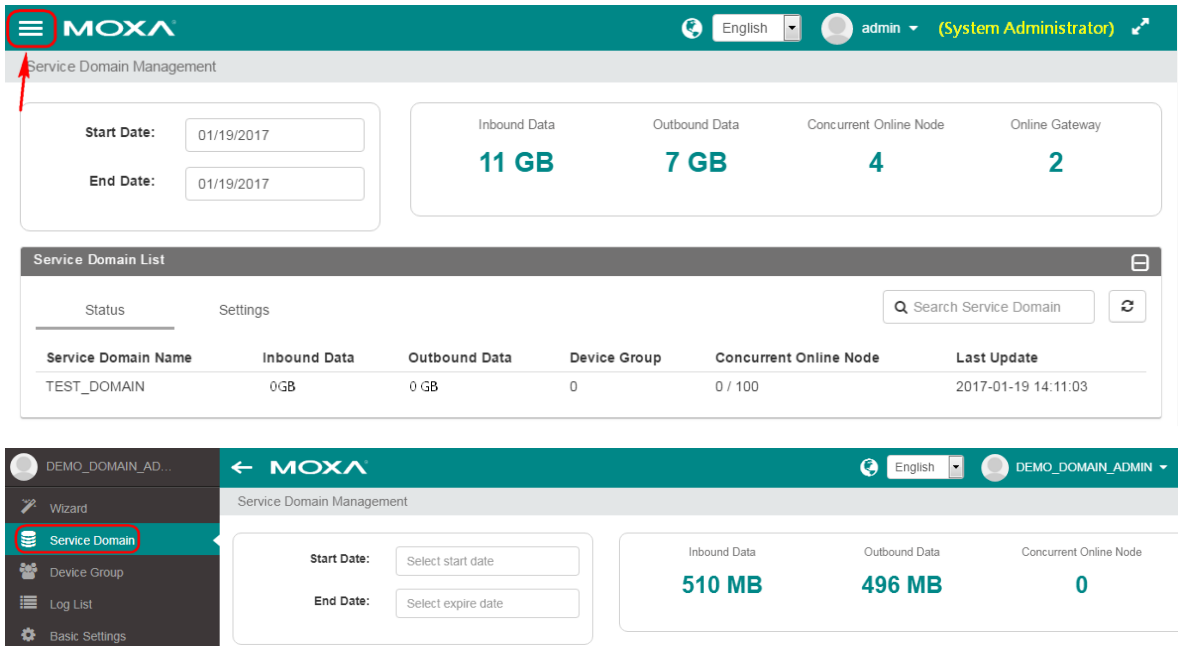 MOXA English admin (System Administrator)
Service Domain Management
Start Date: 01/19/2017
End Date: 01/19/2017
Inbound Data Outbound Data Concurrent Online Node Online Gateway
11 GB 7 GB 4 2
Service Domain List
Status Settings Search Service Domain
Service Domain Name Inbound Data Outbound Data Device Group Concurrent Online Node Last Update
TEST_DOMAIN 0GB 0 GB 0 0 / 100 2017-01-19 14:11:03
DEMO_DOMAIN_AD... MOXA English DEMO_DOMAIN_ADMIN
Wizard
Service Domain
Device Group
Log List
Basic Settings
Service Domain Management
Start Date: Select start date
End Date: Select expire date
Inbound Data Outbound Data Concurrent Online Node
510 MB 496 MB 0